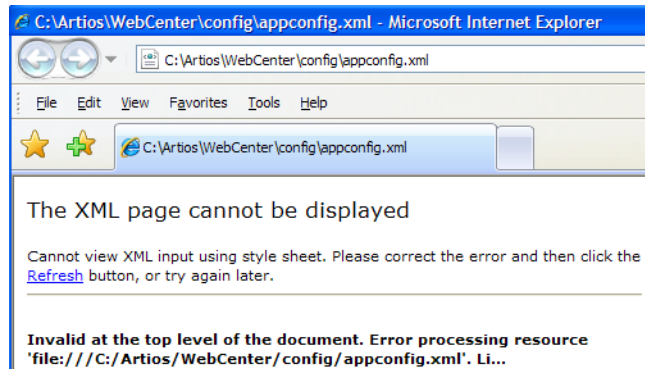 C:\Artios\WebCenter\config\appconfig.xml - Microsoft Internet Explorer
C:\Artios\WebCenter\config\appconfig.xml
File Edit View Favorites Tools Help
C:\Artios\WebCenter\config\appconfig.xml
The XML page cannot be displayed
Cannot view XML input using style sheet. Please correct the error and then click the
Refresh button, or try again later.
Invalid at the top level of the document. Error processing resource
'file:///C:/Artios/WebCenter/config/appconfig.xml'. Li...